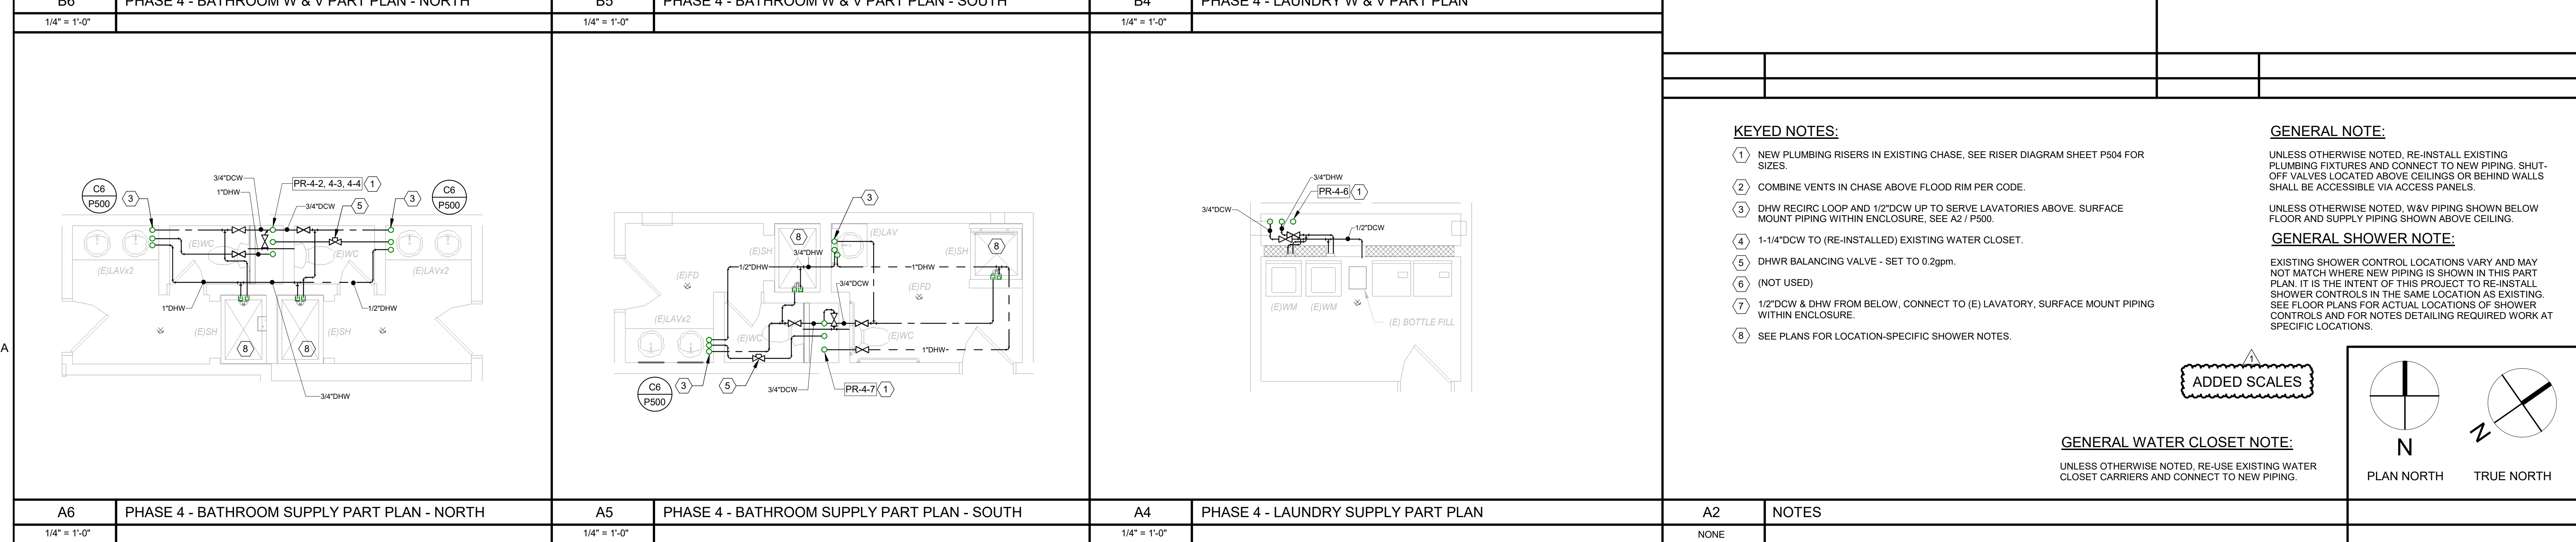 B6
PHASE 4 - BATHROOM W & V PART PLAN - NORTH
1/4" = 1'-0"
B5
PHASE 4 - BATHROOM W & V PART PLAN - SOUTH
1/4" = 1'-0"
B4
PHASE 4 - LAUNDRY W & V PART PLAN
1/4" = 1'-0"
A
3/4"DCW
1"DHW
PR-4-2, 4-3, 4-4
1
C6
P500
3
3/4"DCW
5
3
C6
P500
(E)WC
(E)WC
(E)LAVx2
(E)LAVx2
1"DHW
1/2"DHW
(E)SH
(E)SH
8
8
3/4"DHW
A6
PHASE 4 - BATHROOM SUPPLY PART PLAN - NORTH
1/4" = 1'-0"
3
8
(E)LAV
(E)SH
(E)SH
8
3/4"DHW
(E)FD
1/2"DHW
1"DHW
3/4"DCW
(E)FD
(E)LAVx2
(E)WC
(E)WC
1"DHW
C6
P500
3
5
3/4"DCW
PR-4-7
1
A5
PHASE 4 - BATHROOM SUPPLY PART PLAN - SOUTH
1/4" = 1'-0"
3/4"DHW
PR-4-6
1
3/4"DCW
1/2"DCW
(E)WM
(E)WM
(E) BOTTLE FILL
A4
PHASE 4 - LAUNDRY SUPPLY PART PLAN
1/4" = 1'-0"
KEYED NOTES:
1 NEW PLUMBING RISERS IN EXISTING CHASE, SEE RISER DIAGRAM SHEET P504 FOR
SIZES.
2 COMBINE VENTS IN CHASE ABOVE FLOOD RIM PER CODE.
3 DHW RECIRC LOOP AND 1/2"DCW UP TO SERVE LAVATORIES ABOVE. SURFACE
MOUNT PIPING WITHIN ENCLOSURE, SEE A2 / P500.
4 1-1/4"DCW TO (RE-INSTALLED) EXISTING WATER CLOSET.
5 DHWR BALANCING VALVE - SET TO 0.2gpm.
6 (NOT USED)
7 1/2"DCW & DHW FROM BELOW, CONNECT TO (E) LAVATORY, SURFACE MOUNT PIPING
WITHIN ENCLOSURE.
8 SEE PLANS FOR LOCATION-SPECIFIC SHOWER NOTES.
GENERAL NOTE:
UNLESS OTHERWISE NOTED, RE-INSTALL EXISTING
PLUMBING FIXTURES AND CONNECT TO NEW PIPING. SHUT-
OFF VALVES LOCATED ABOVE CEILINGS OR BEHIND WALLS
SHALL BE ACCESSIBLE VIA ACCESS PANELS.
UNLESS OTHERWISE NOTED, W&V PIPING SHOWN BELOW
FLOOR AND SUPPLY PIPING SHOWN ABOVE CEILING.
GENERAL SHOWER NOTE:
EXISTING SHOWER CONTROL LOCATIONS VARY AND MAY
NOT MATCH WHERE NEW PIPING IS SHOWN IN THIS PART
PLAN. IT IS THE INTENT OF THIS PROJECT TO RE-INSTALL
SHOWER CONTROLS IN THE SAME LOCATION AS EXISTING.
SEE FLOOR PLANS FOR ACTUAL LOCATIONS OF SHOWER
CONTROLS AND FOR NOTES DETAILING REQUIRED WORK AT
SPECIFIC LOCATIONS.
1
ADDED SCALES
GENERAL WATER CLOSET NOTE:
UNLESS OTHERWISE NOTED, RE-USE EXISTING WATER
CLOSET CARRIERS AND CONNECT TO NEW PIPING.
N
PLAN NORTH
N
TRUE NORTH
A2
NOTES
NONE